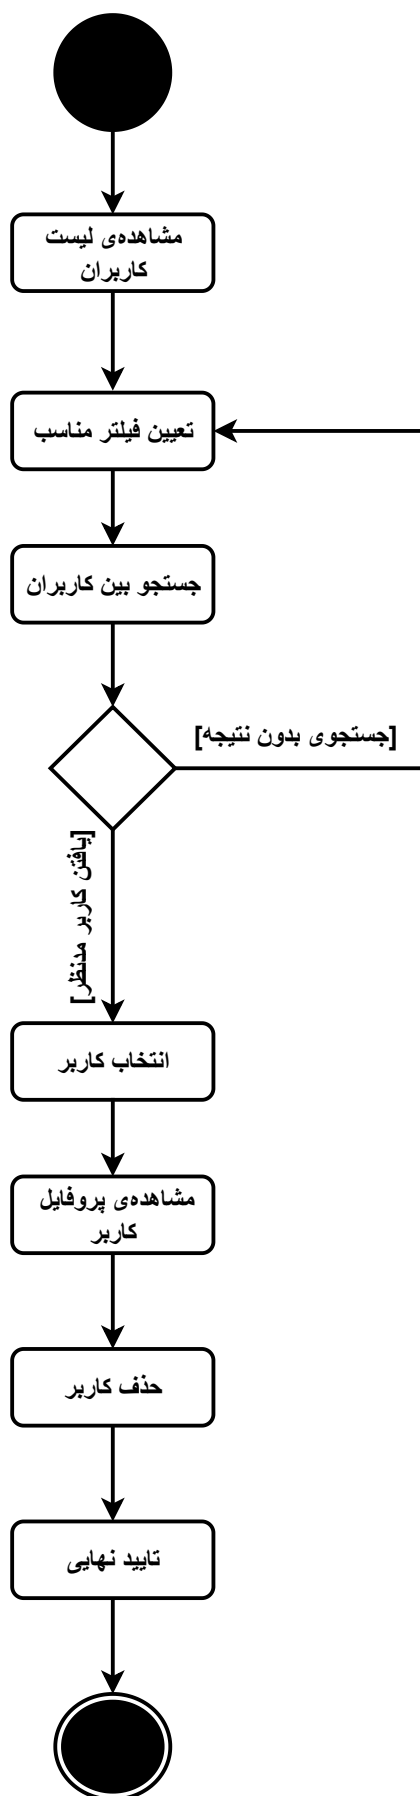 مشاهده‌ی لیست
کاربران
تعیین فیلتر مناسب
جستجو بین کاربران
[جستجوی بدون نتیجه]
[یافتن کاربر مدنظر]
انتخاب کاربر
مشاهده‌ی پروفایل
کاربر
حذف کاربر
تایید نهایی